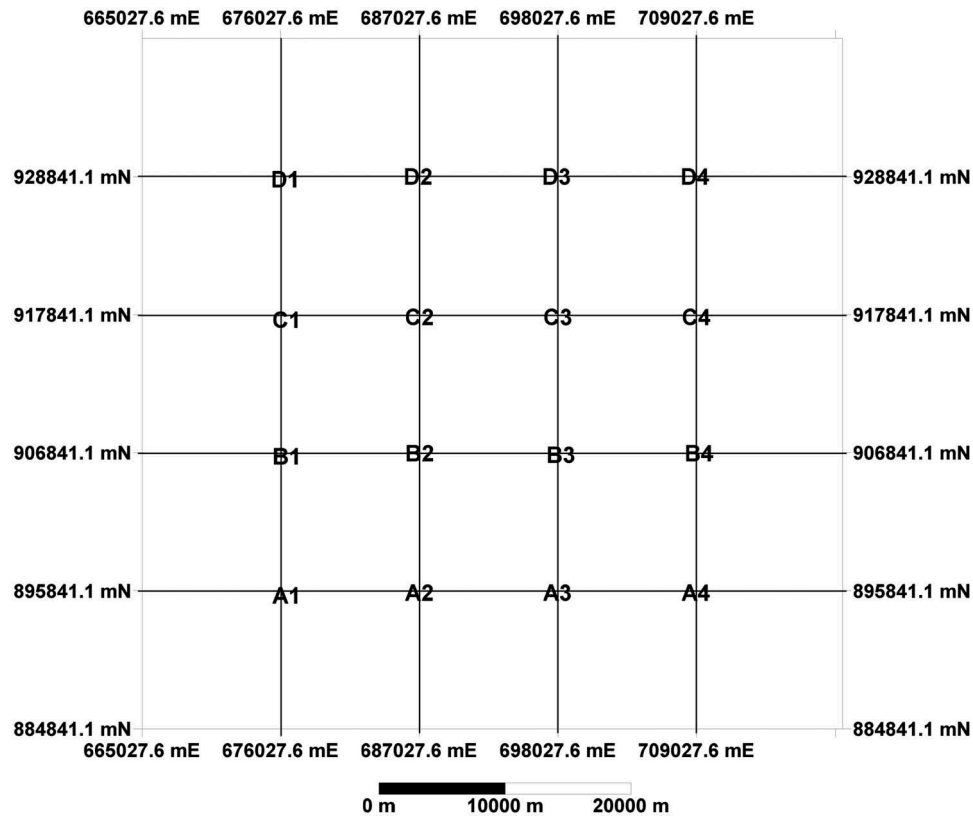 665027.6 mE 676027.6 mE 687027.6 mE 698027.6 mE 709027.6 mE
928841.1 mN D1 D2 D3 D4 928841.1 mN
917841.1 mN C1 C2 C3 C4 917841.1 mN
906841.1 mN B1 B2 B3 B4 906841.1 mN
895841.1 mN A1 A2 A3 A4 895841.1 mN
884841.1 mN 884841.1 mN
665027.6 mE 676027.6 mE 687027.6 mE 698027.6 mE 709027.6 mE
0 m 10000 m 20000 m